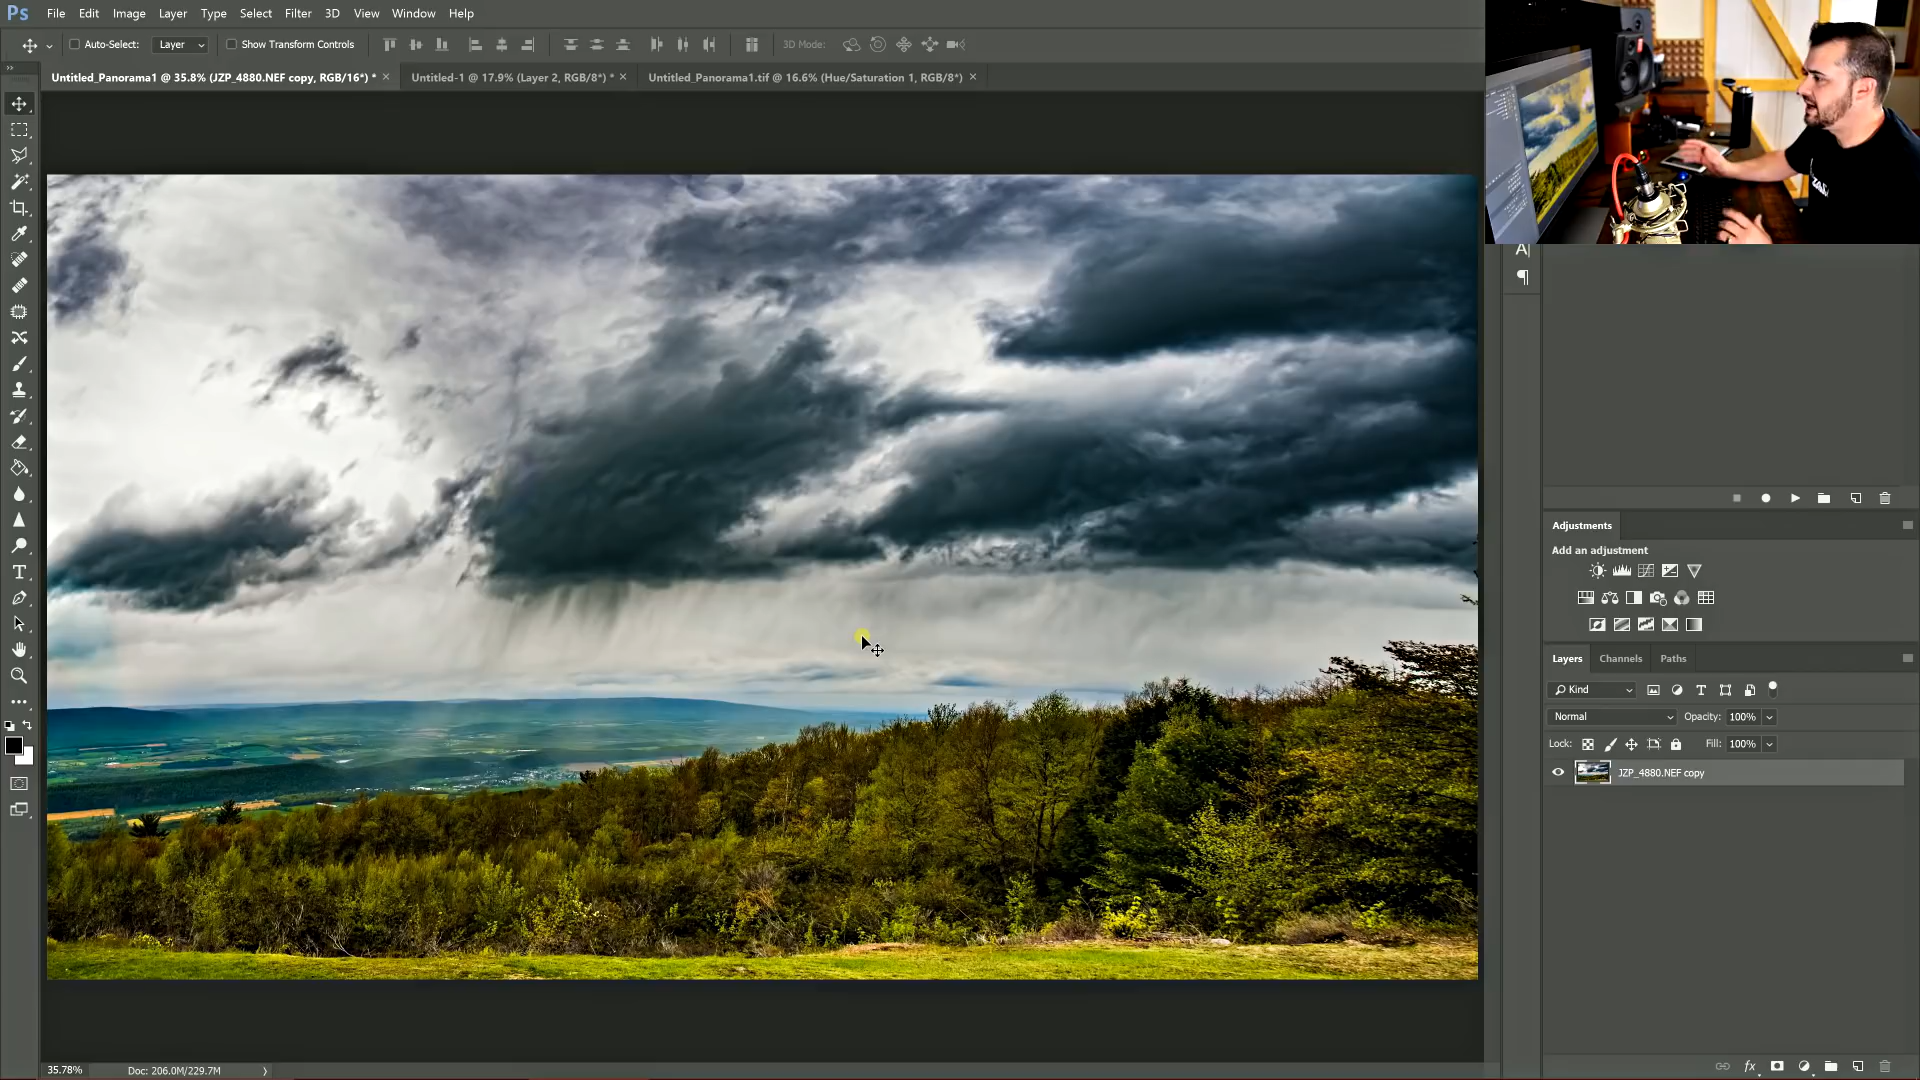 Ps File Edit Image Layer Type Select Filter 3D View Window Help
Auto-Select: Layer Show Transform Controls 3D Mode:
Untitled_Panorama1 @ 35.8% (JZP_4880.NEF copy, RGB/16*) * × Untitled-1 @ 17.9% (Layer 2, RGB/8*) * × Untitled_Panorama1.tif @ 16.6% (Hue/Saturation 1, RGB/8*) ×
Adjustments
Add an adjustment
Layers Channels Paths
Kind
Normal Opacity: 100%
Lock: Fill: 100%
JZP_4880.NEF copy
fx
35.78% Doc: 206.0M/229.7M